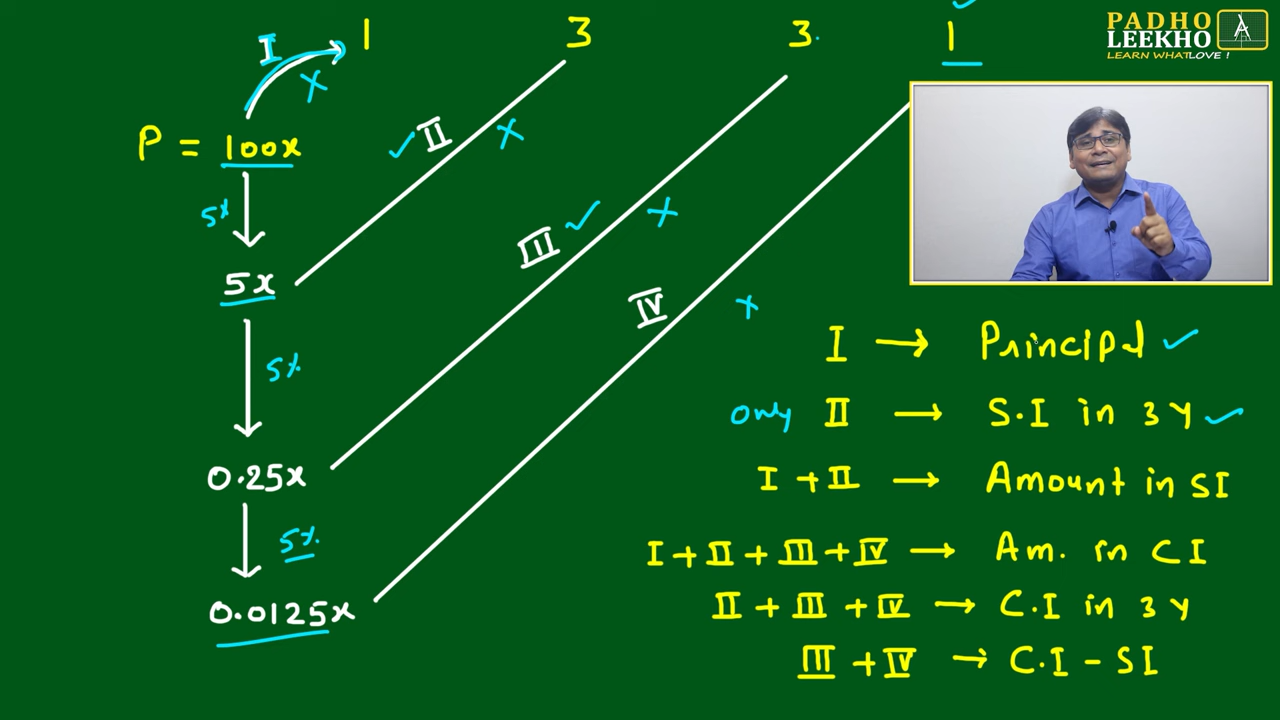 PADHO
LEEKHO
LEARN WHAT LOVE !
1 3 3. 1
I ×
P = 100x
✓ II ×
5%
III ✓ ×
5x
IV ×
5%
0.25x
5%.
0.0125x
I → Principal ✓
only II → S.I in 3 Y ✓
I + II → Amount in SI
I + II + III + IV → Am. in CI
II + III + IV → C.I in 3 Y
III + IV → C.I - SI